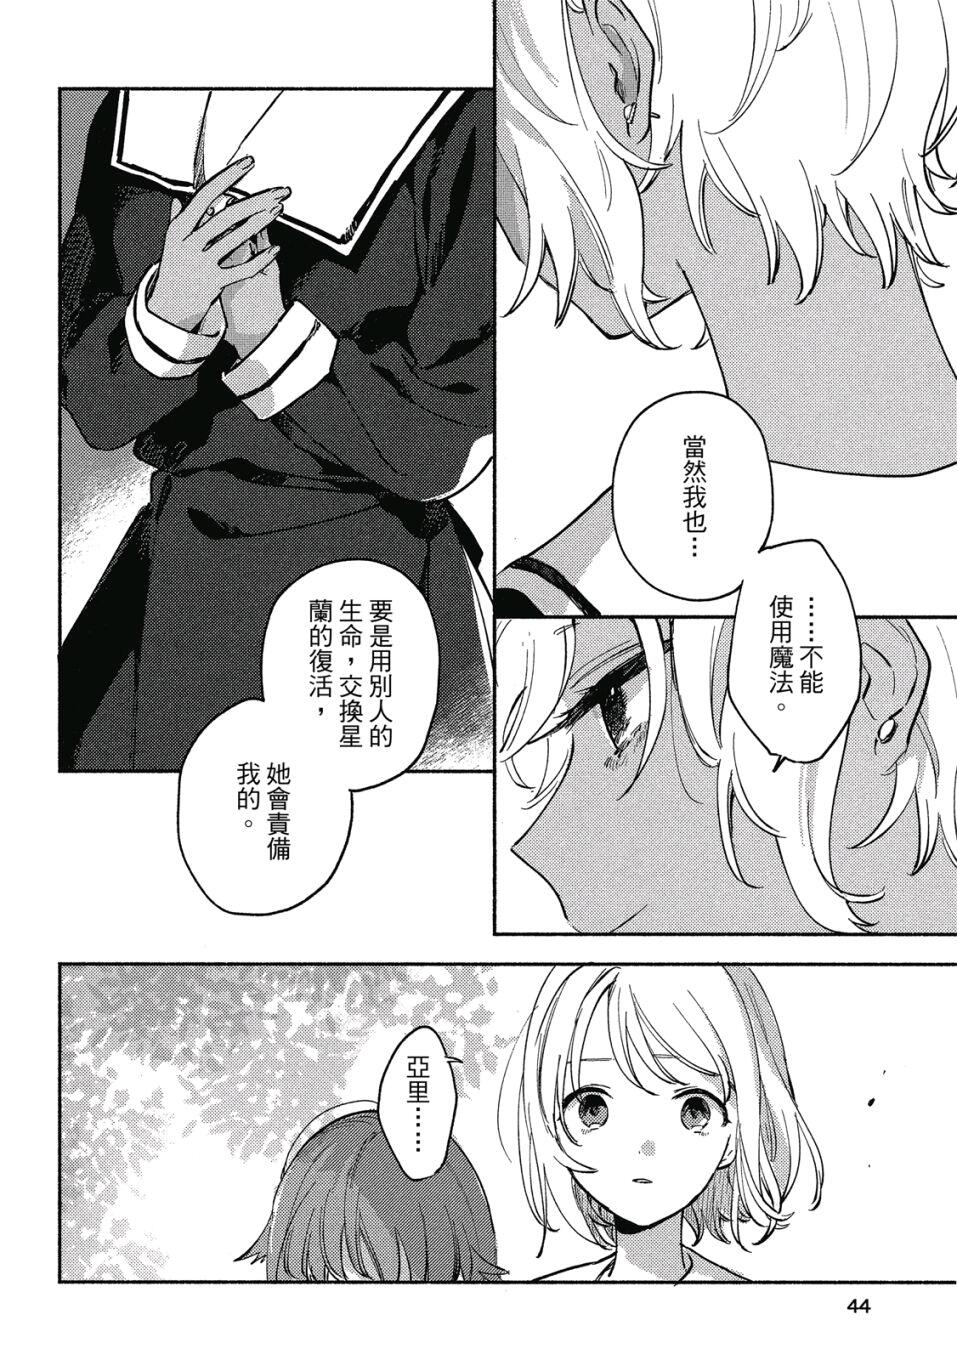 當然我也…
……不能
使用魔法。
要是用別人的
生命，交換星
蘭的復活，
她會責備
我的。
亞里……
44